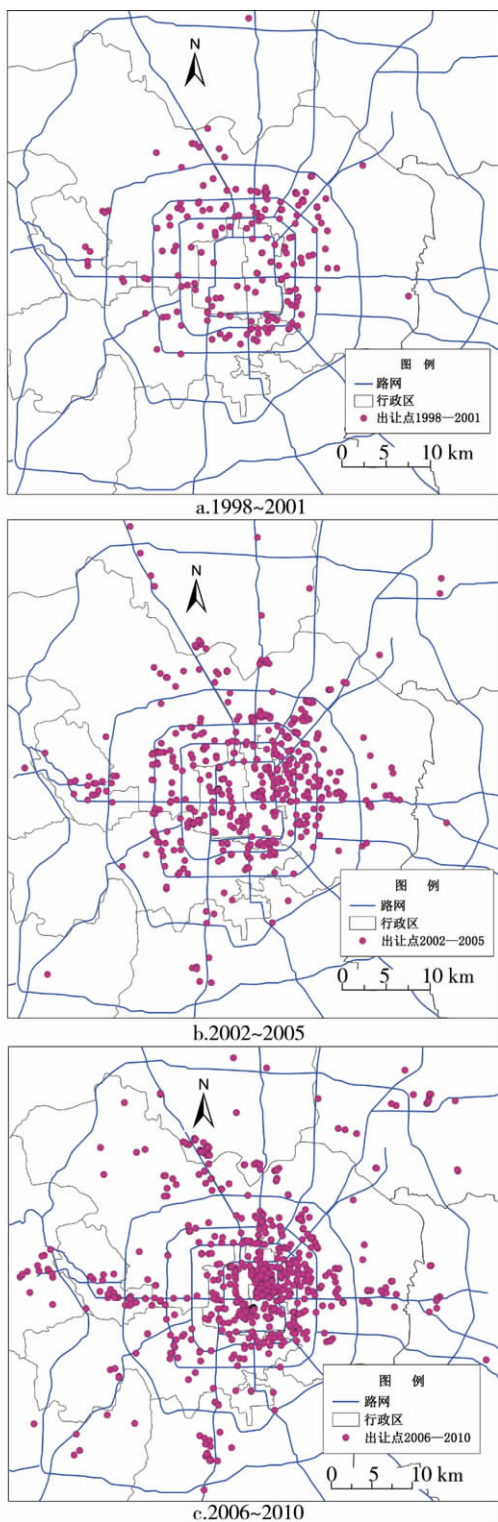 N
图 例
路网
行政区
出让点1998—2001
0 5 10 km
a.1998~2001
N
图 例
路网
行政区
出让点2002—2005
0 5 10 km
b.2002~2005
N
图 例
路网
行政区
出让点2006—2010
0 5 10 km
c.2006~2010